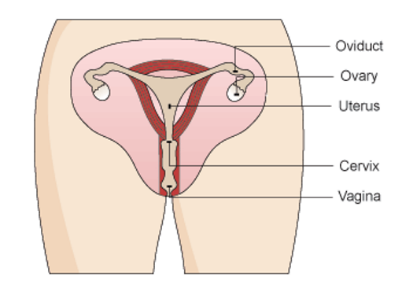 Oviduct
Ovary
Uterus
Cervix
Vagina